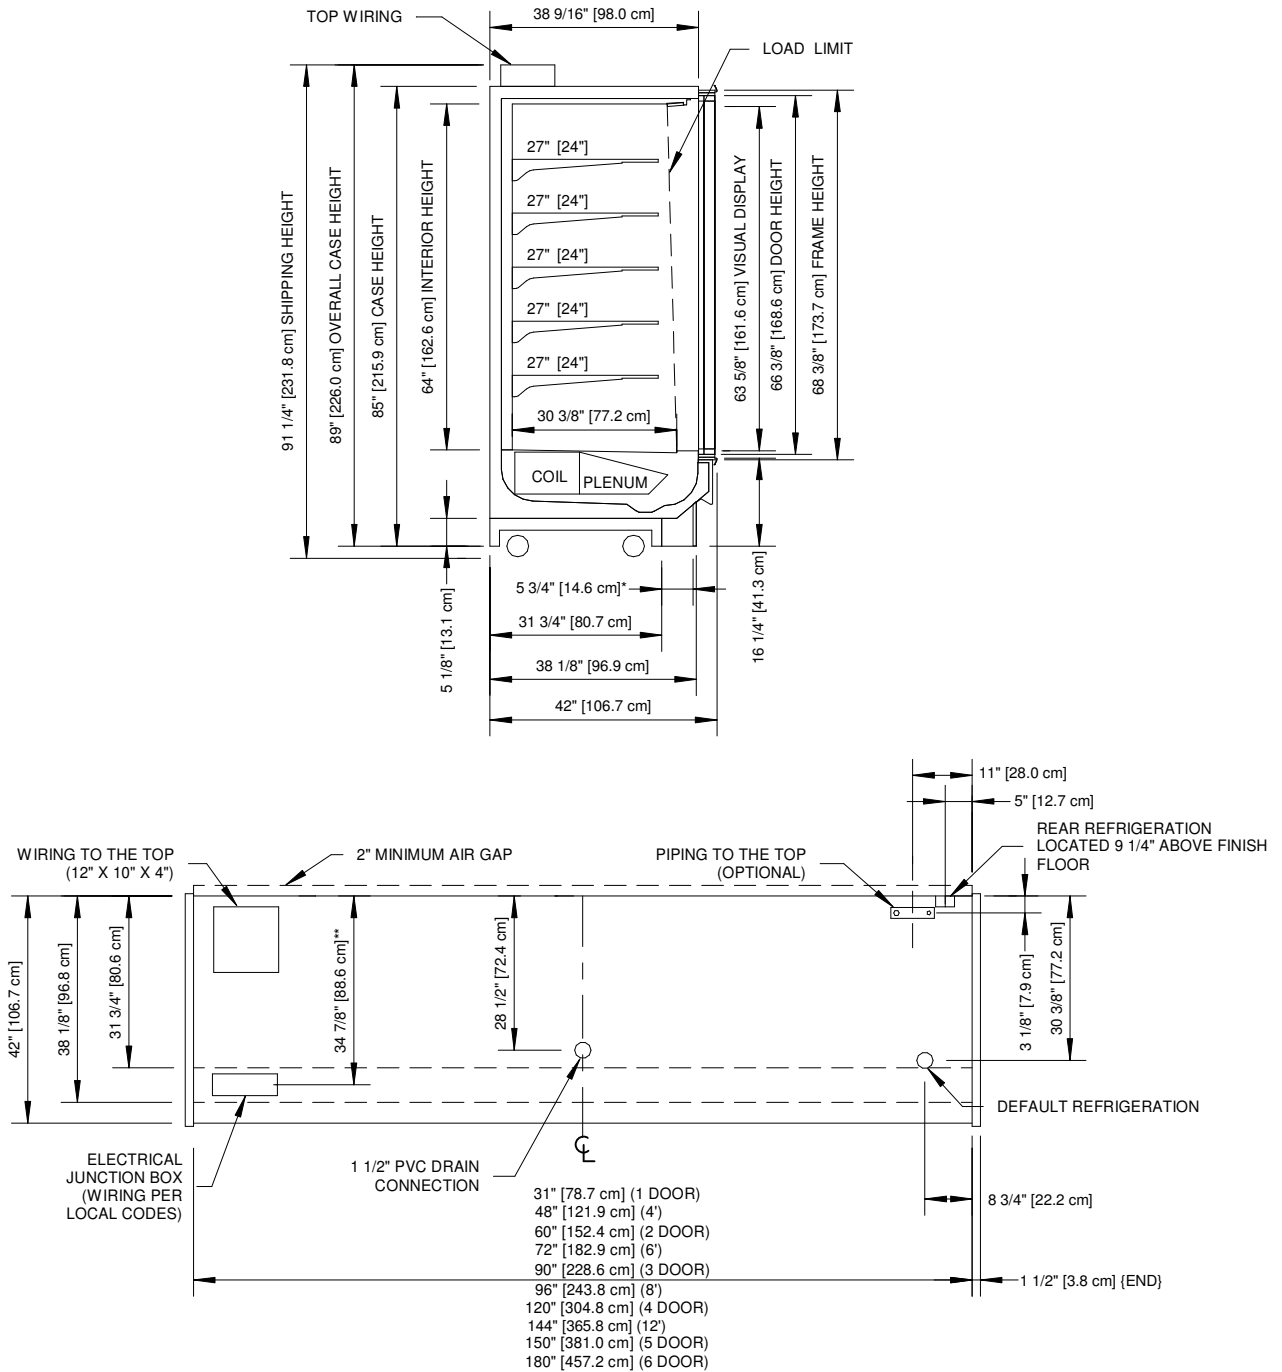 TOP WIRING
38 9/16" [98.0 cm]
LOAD LIMIT
27" [24"]
27" [24"]
27" [24"]
27" [24"]
27" [24"]
30 3/8" [77.2 cm]
COIL
PLENUM
91 1/4" [231.8 cm] SHIPPING HEIGHT
89" [226.0 cm] OVERALL CASE HEIGHT
85" [215.9 cm] CASE HEIGHT
64" [162.6 cm] INTERIOR HEIGHT
63 5/8" [161.6 cm] VISUAL DISPLAY
66 3/8" [168.6 cm] DOOR HEIGHT
68 3/8" [173.7 cm] FRAME HEIGHT
5 1/8" [13.1 cm]
16 1/4" [41.3 cm]
5 3/4" [14.6 cm]*
31 3/4" [80.7 cm]
38 1/8" [96.9 cm]
42" [106.7 cm]
11" [28.0 cm]
5" [12.7 cm]
WIRING TO THE TOP
(12" X 10" X 4")
2" MINIMUM AIR GAP
PIPING TO THE TOP
(OPTIONAL)
REAR REFRIGERATION
LOCATED 9 1/4" ABOVE FINISH
FLOOR
42" [106.7 cm]
38 1/8" [96.8 cm]
31 3/4" [80.6 cm]
34 7/8" [88.6 cm]**
28 1/2" [72.4 cm]
3 1/8" [7.9 cm]
30 3/8" [77.2 cm]
DEFAULT REFRIGERATION
ELECTRICAL
JUNCTION BOX
(WIRING PER
LOCAL CODES)
1 1/2" PVC DRAIN
CONNECTION
CL
8 3/4" [22.2 cm]
31" [78.7 cm] (1 DOOR)
48" [121.9 cm] (4')
60" [152.4 cm] (2 DOOR)
72" [182.9 cm] (6')
90" [228.6 cm] (3 DOOR)
96" [243.8 cm] (8')
120" [304.8 cm] (4 DOOR)
144" [365.8 cm] (12')
150" [381.0 cm] (5 DOOR)
180" [457.2 cm] (6 DOOR)
1 1/2" [3.8 cm] {END}